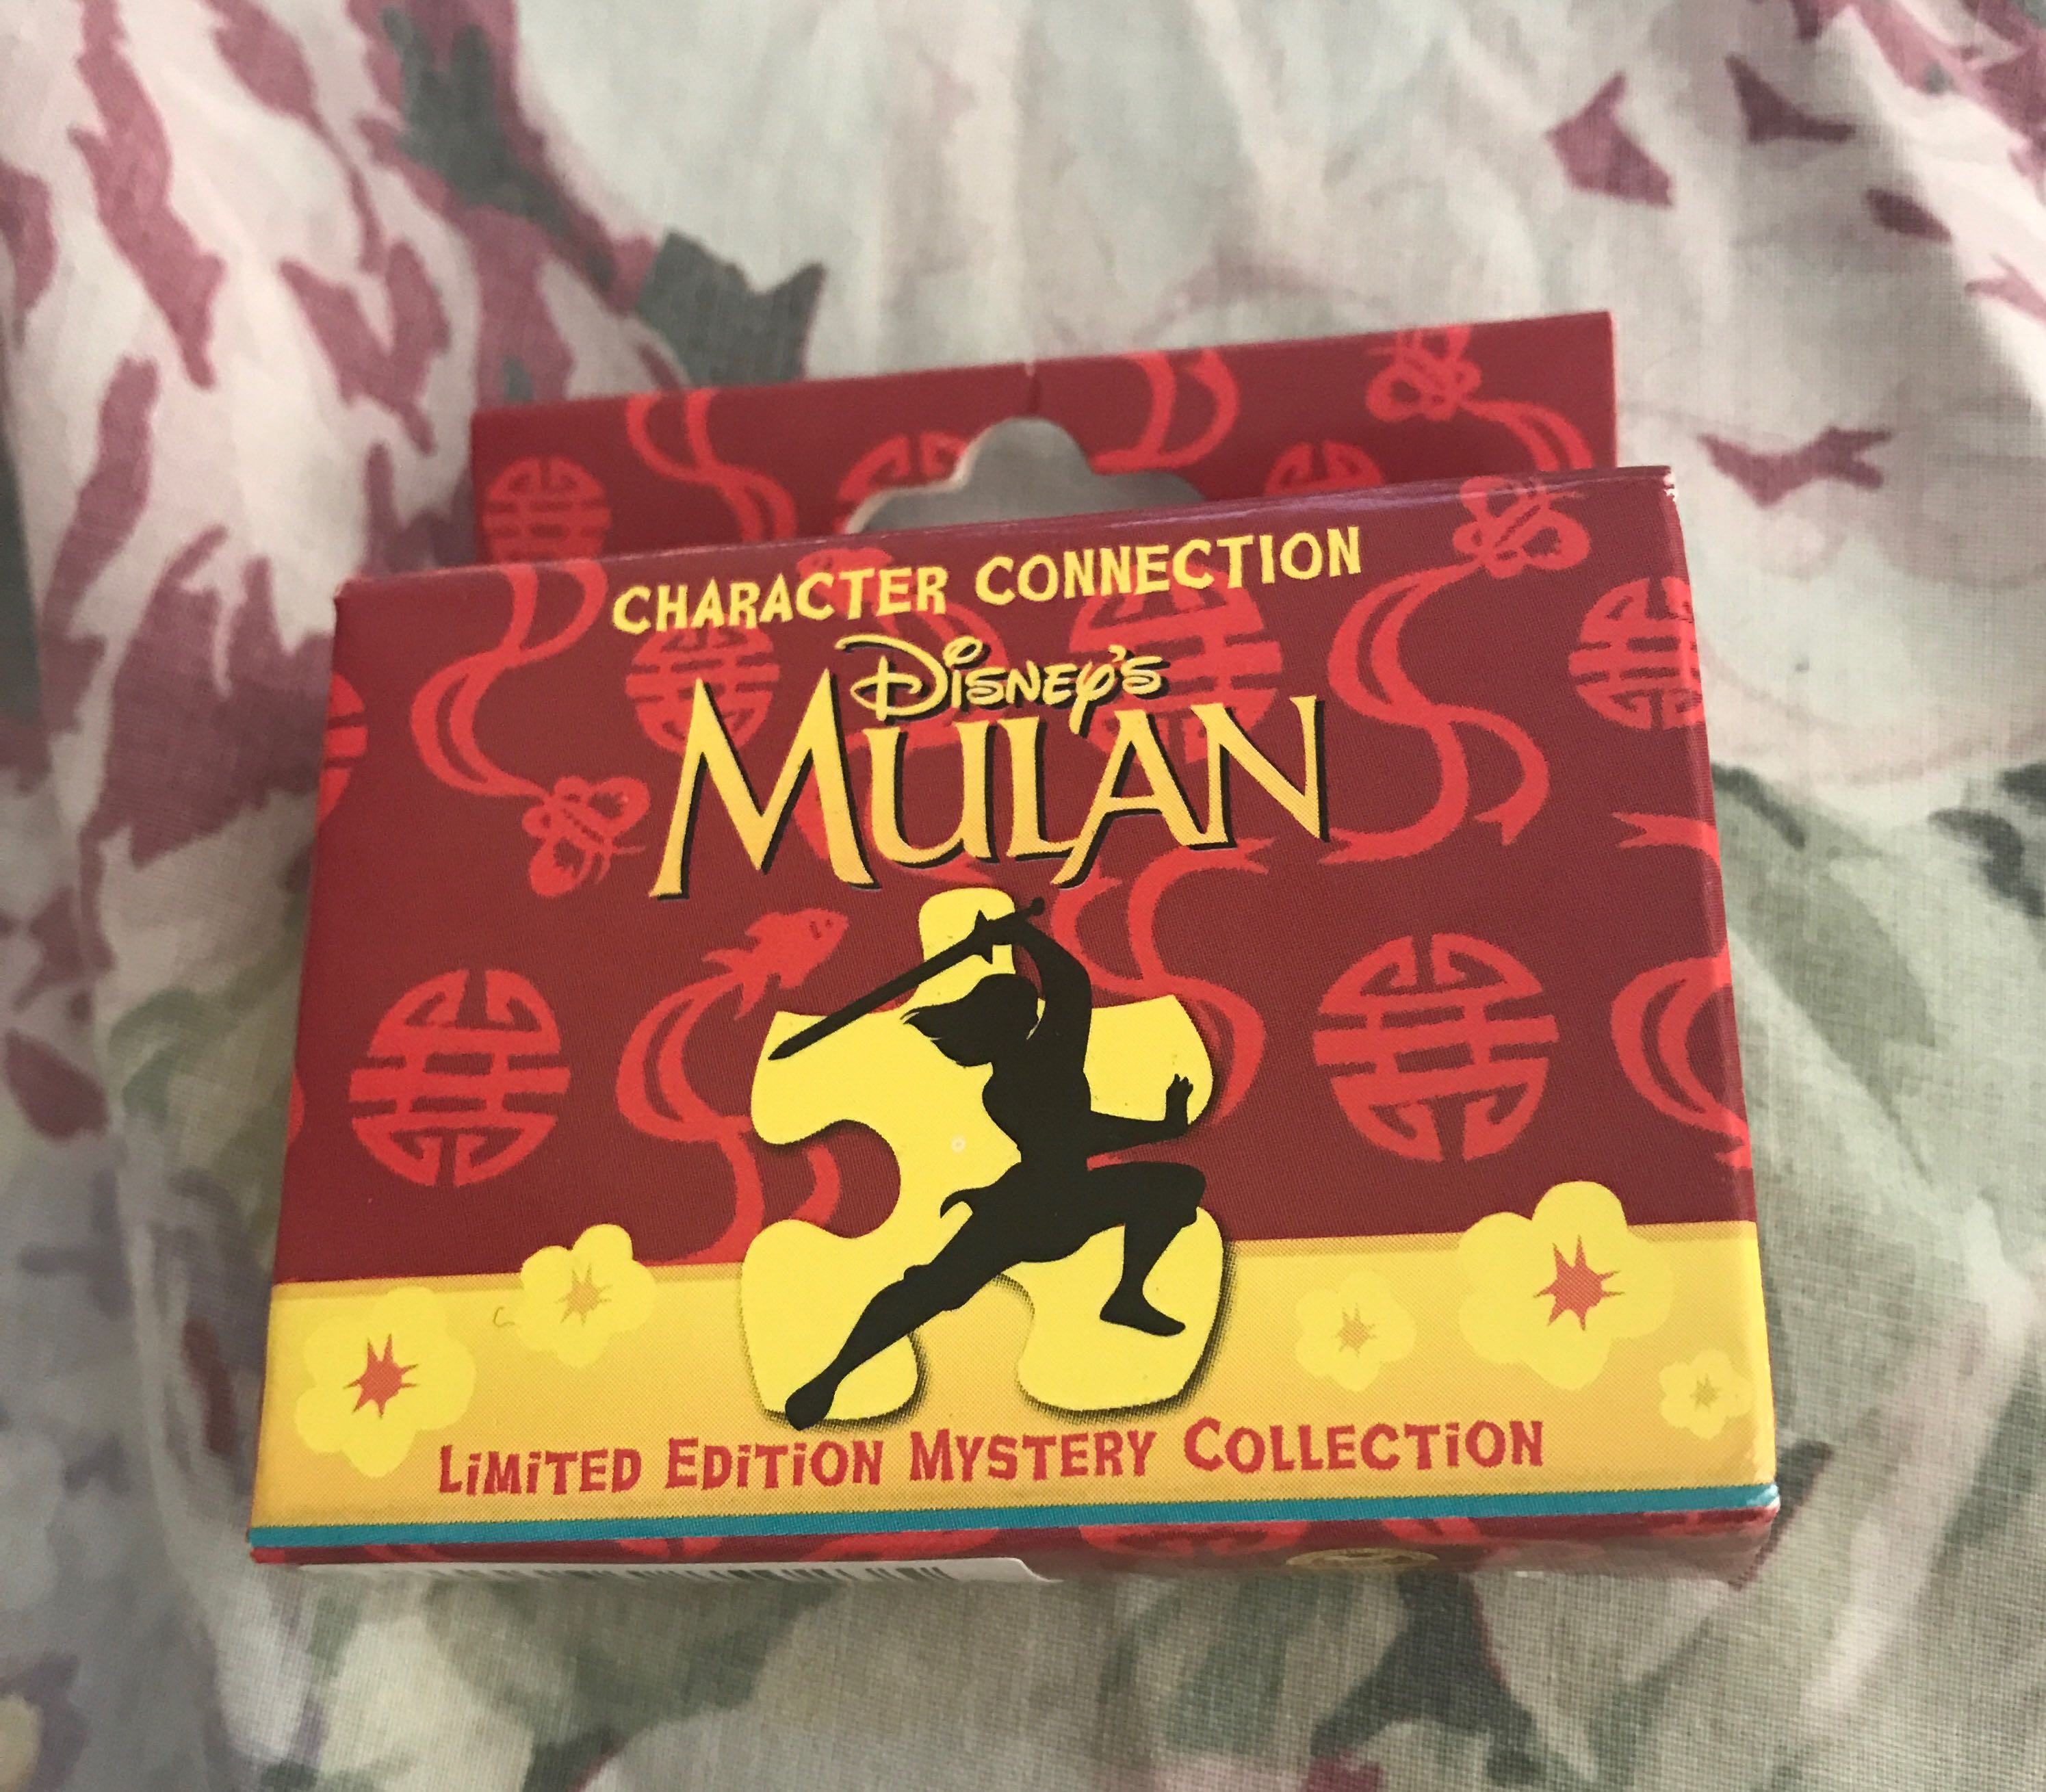 CHARACTER CONNECTION
Disney's
MULAN
LiMiTED EDiTiON MYSTERY COLLECTiON